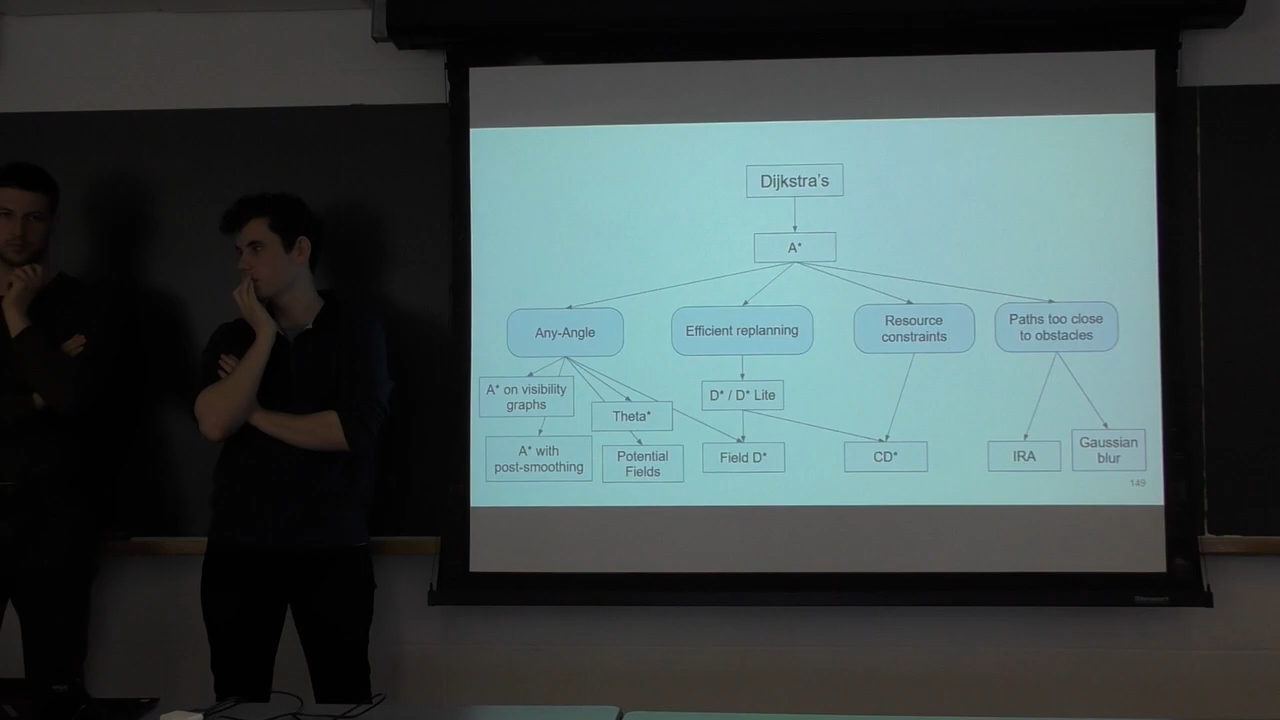 Dijkstra's
A*
Any-Angle
Efficient replanning
Resource
constraints
Paths too close
to obstacles
A* on visibility
graphs
Theta*
D* / D* Lite
A* with
post-smoothing
Potential
Fields
Field D*
CD*
IRA
Gaussian
blur
149